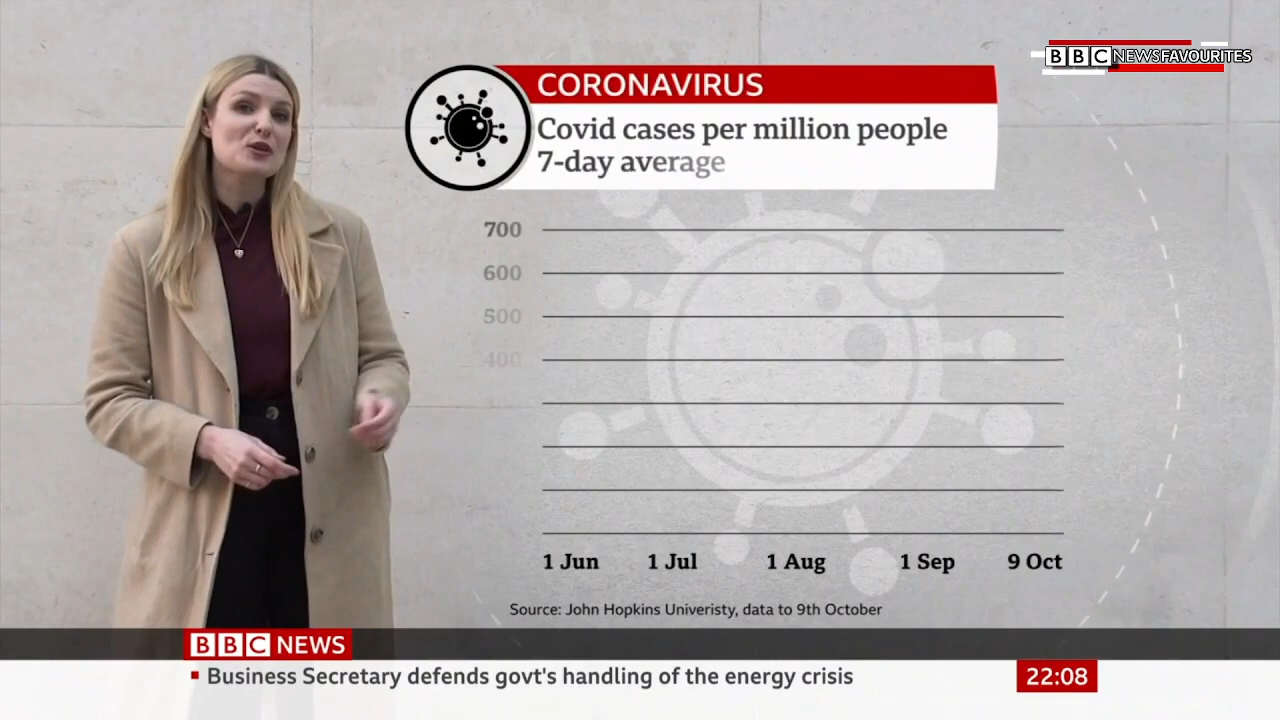 BBC NEWSFAVOURITES
CORONAVIRUS
Covid cases per million people
7-day average
700
600
500
400
1 Jun 1 Jul 1 Aug 1 Sep 9 Oct
Source: John Hopkins Univeristy, data to 9th October
BBC NEWS
Business Secretary defends govt's handling of the energy crisis
22:08